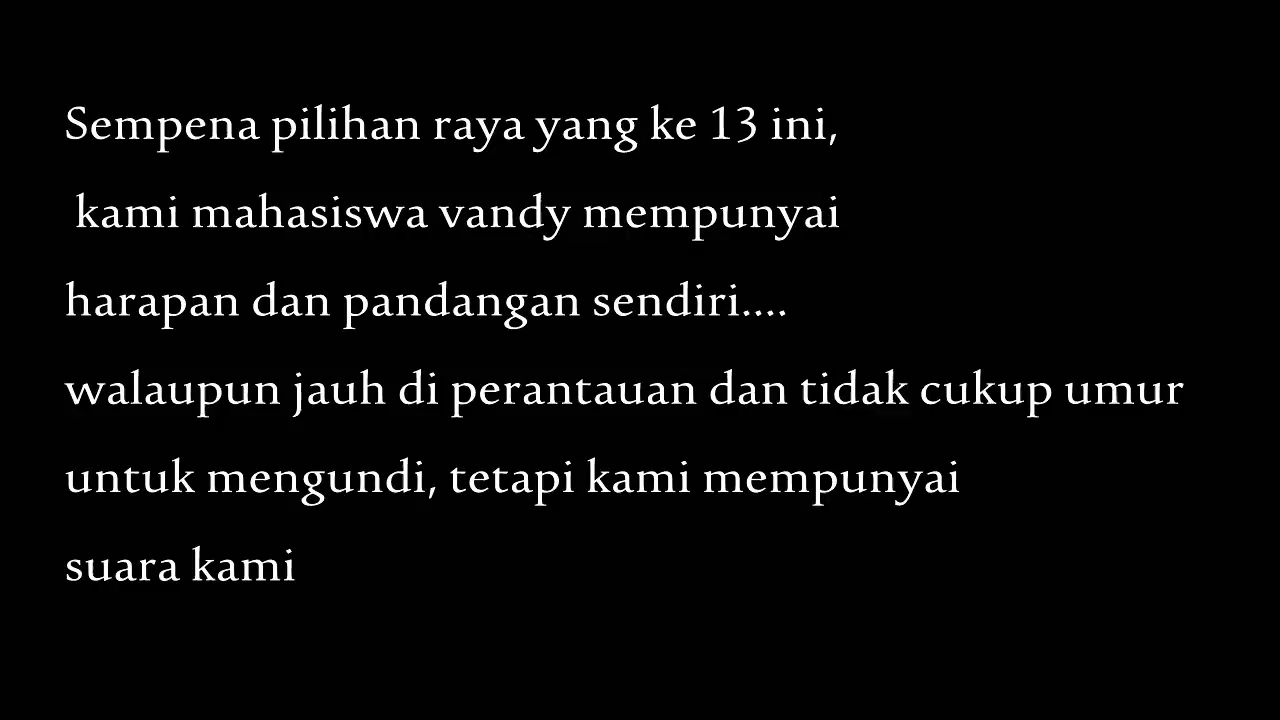 Sempena pilihan raya yang ke 13 ini,
kami mahasiswa vandy mempunyai
harapan dan pandangan sendiri....
walaupun jauh di perantauan dan tidak cukup umur
untuk mengundi, tetapi kami mempunyai
suara kami